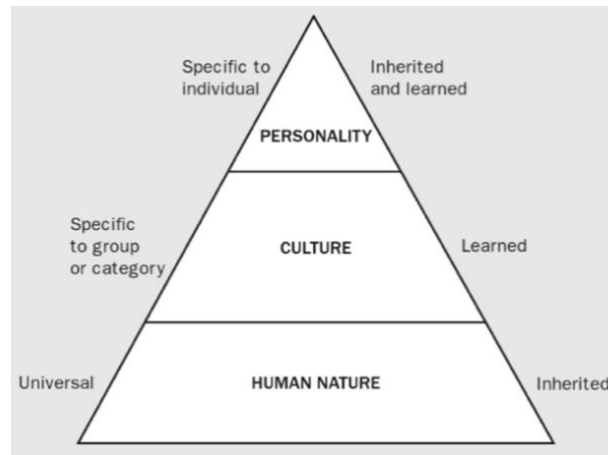 Specific to
individual
Inherited
and learned
PERSONALITY
Specific
to group
or category
CULTURE
Learned
Universal
HUMAN NATURE
Inherited